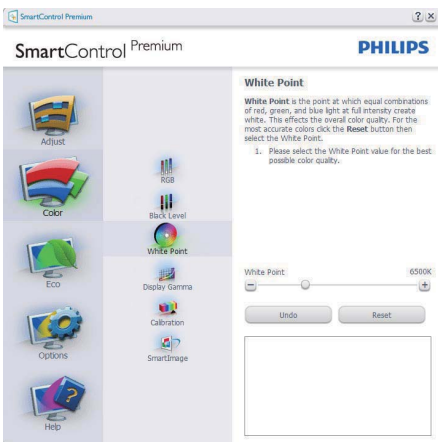 SmartControl Premium
? ×
SmartControl Premium
PHILIPS
Adjust
Color
Eco
Options
Help
RGB
Black Level
White Point
Display Gamma
Calibration
SmartImage
White Point
White Point is the point at which equal combinations
of red, green, and blue light at full intensity create
white. This effects the overall color quality. For the
most accurate colors click the Reset button then
select the White Point.
1. Please select the White Point value for the best
possible color quality.
White Point 6500K
Undo Reset